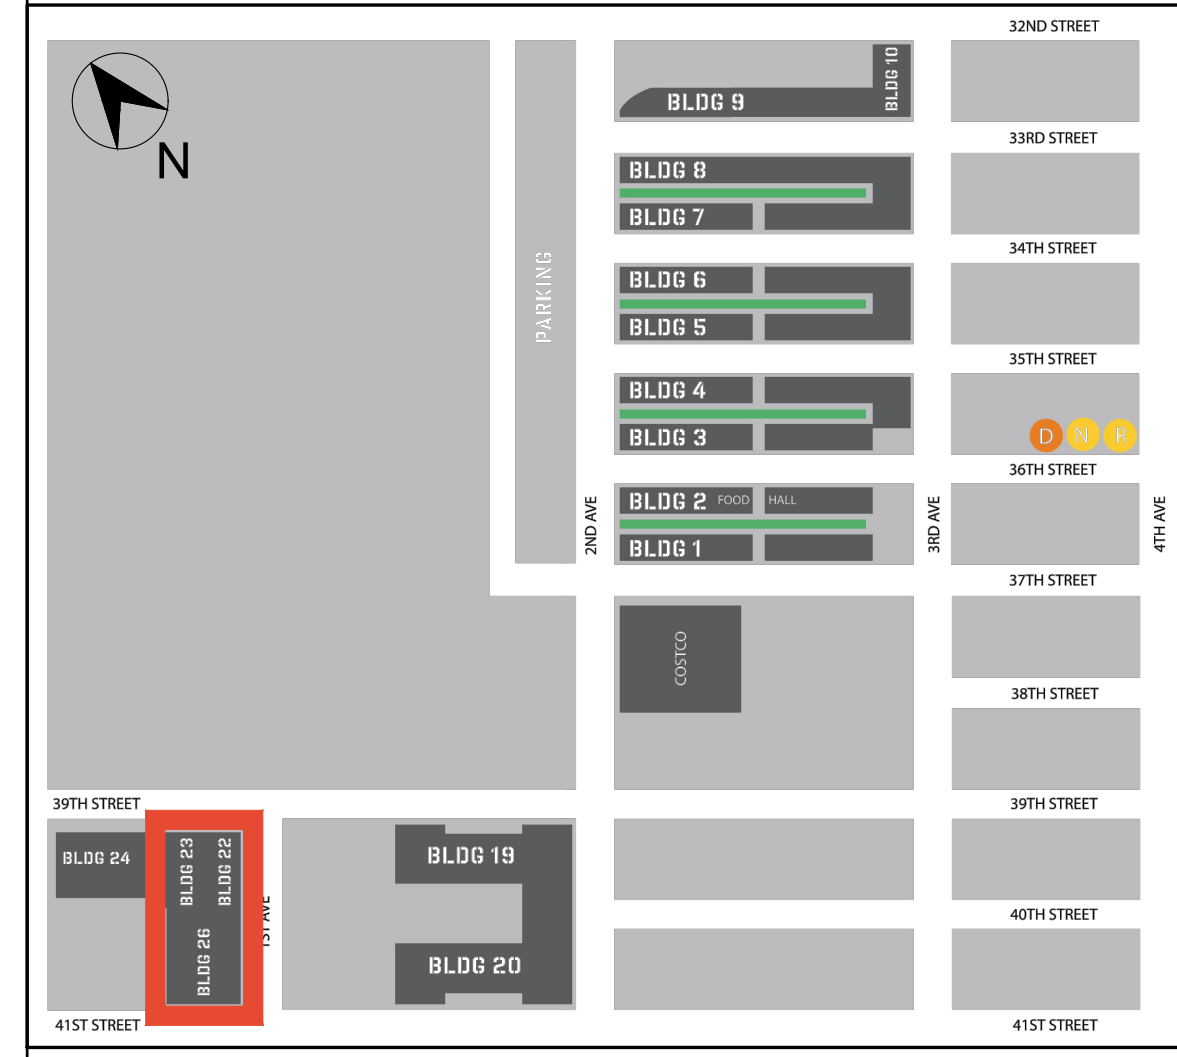 32ND STREET
N
BLDG 9
BLDG 10
33RD STREET
BLDG 8
BLDG 7
34TH STREET
PARKING
BLDG 6
BLDG 5
35TH STREET
BLDG 4
BLDG 3
D N R
36TH STREET
2ND AVE
BLDG 2 FOOD HALL
BLDG 1
3RD AVE
4TH AVE
37TH STREET
COSTCO
38TH STREET
39TH STREET
39TH STREET
BLDG 24
BLDG 23
BLDG 22
BLDG 26
1ST AVE
BLDG 19
BLDG 20
40TH STREET
41ST STREET
41ST STREET